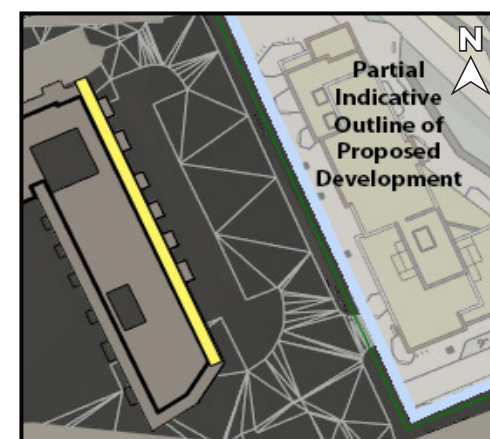 N
Partial
Indicative
Outline of
Proposed
Development